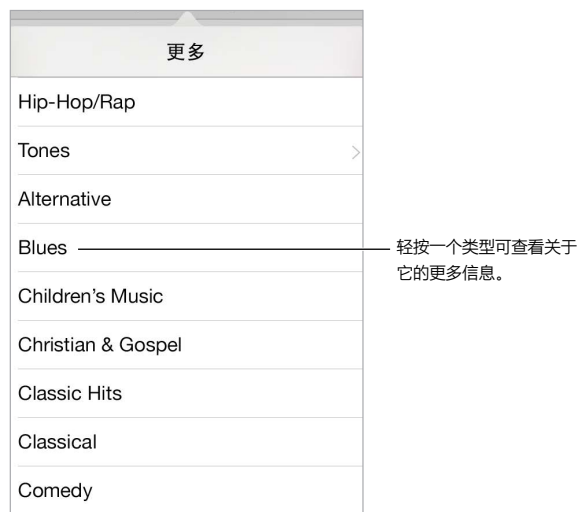 更多
Hip-Hop/Rap
Tones
Alternative
Blues
轻按一个类型可查看关于
它的更多信息。
Children’s Music
Christian & Gospel
Classic Hits
Classical
Comedy